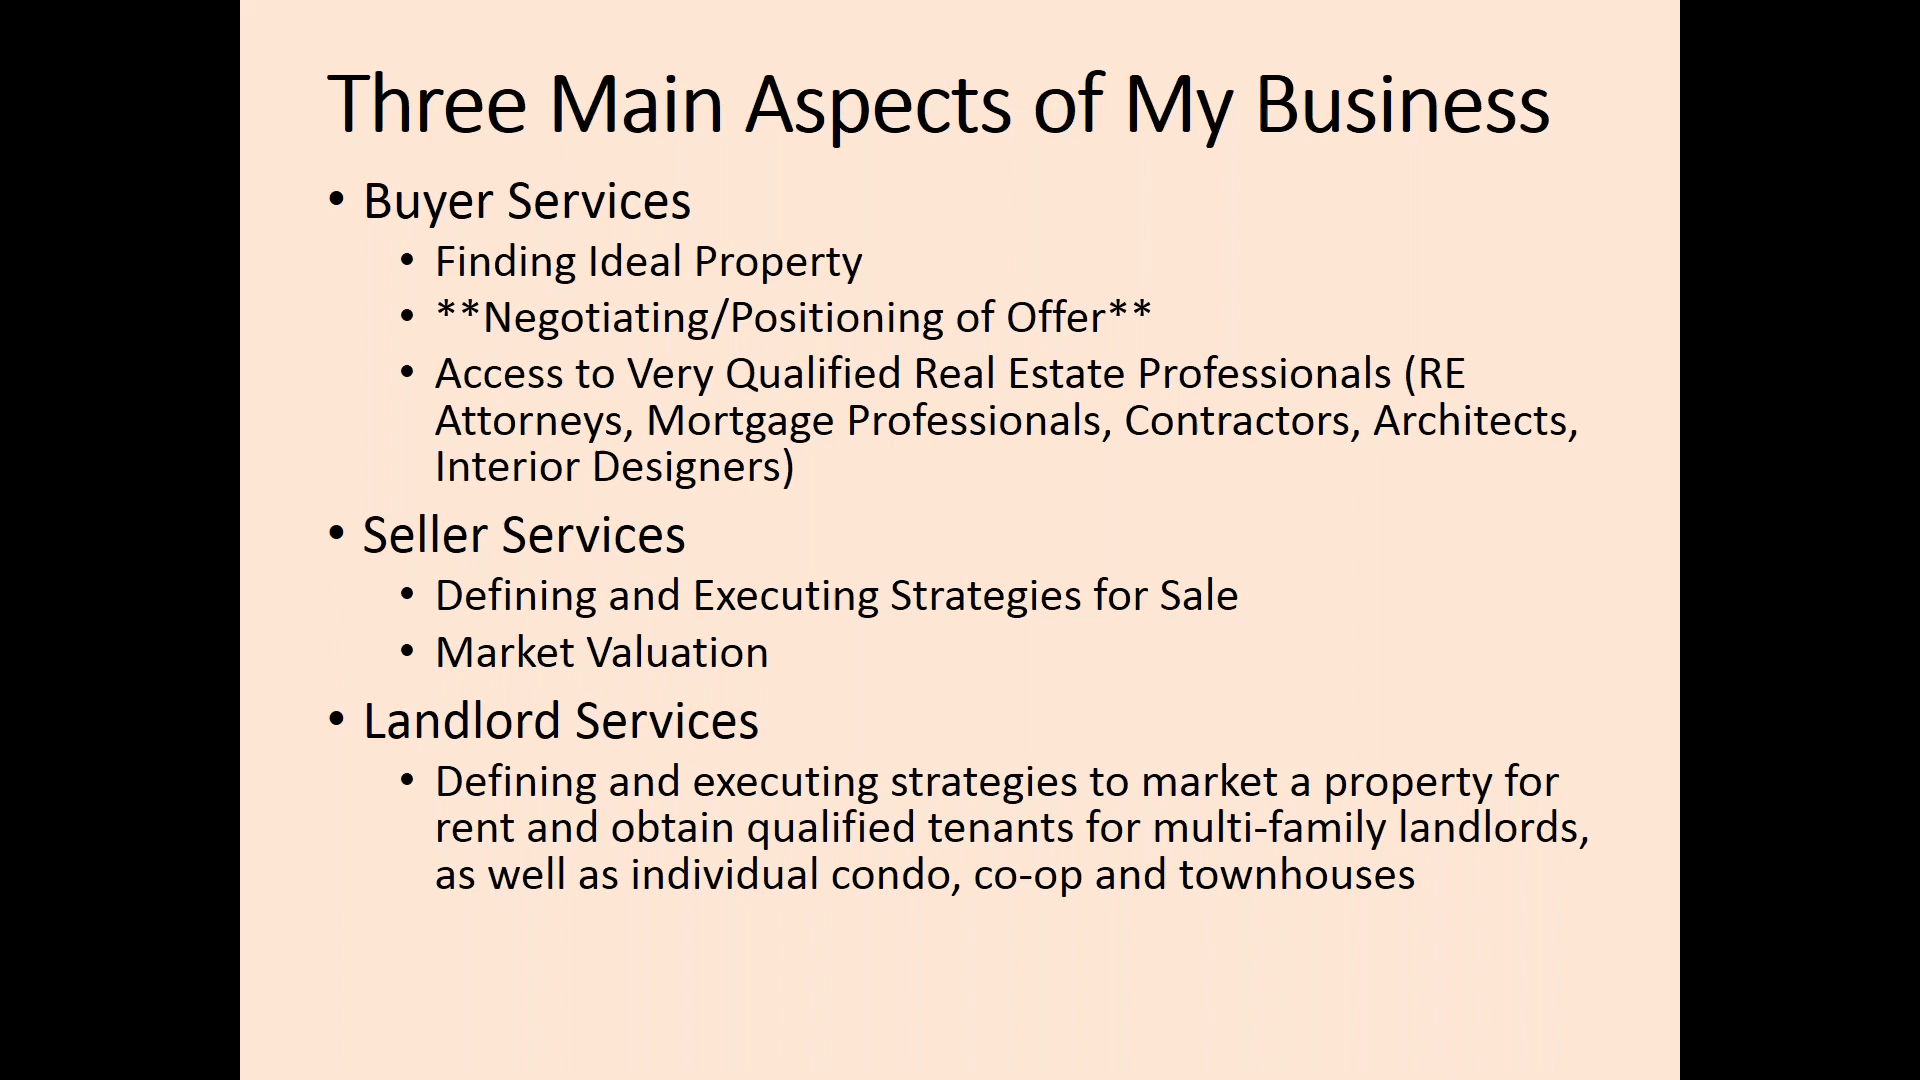 Three Main Aspects of My Business
• Buyer Services
• Finding Ideal Property
• **Negotiating/Positioning of Offer**
• Access to Very Qualified Real Estate Professionals (RE
Attorneys, Mortgage Professionals, Contractors, Architects,
Interior Designers)
• Seller Services
• Defining and Executing Strategies for Sale
• Market Valuation
• Landlord Services
• Defining and executing strategies to market a property for
rent and obtain qualified tenants for multi-family landlords,
as well as individual condo, co-op and townhouses